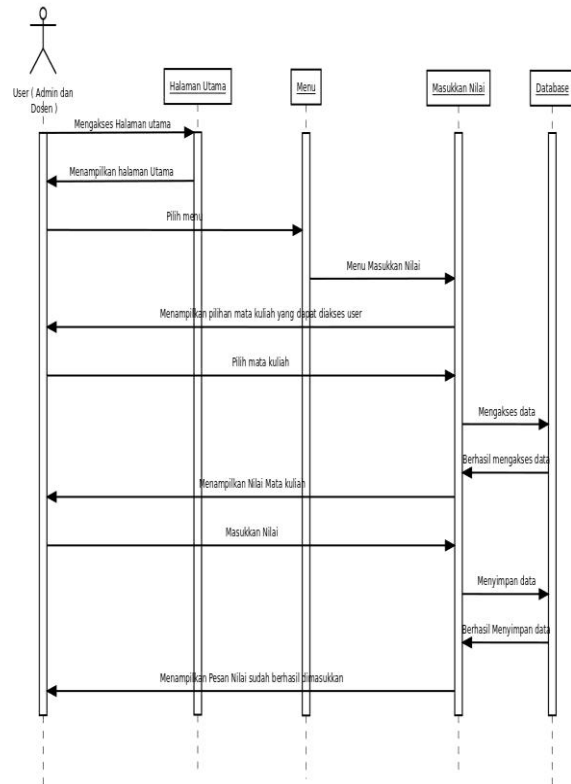 User ( Admin dan
Dosen )
Halaman Utama
Menu
Masukkan Nilai
Database
Mengakses Halaman utama
Menampilkan halaman Utama
Pilih menu
Menu Masukkan Nilai
Menampilkan pilihan mata kuliah yang dapat diakses user
Pilih mata kuliah
Mengakses data
Berhasil mengakses data
Menampilkan Nilai Mata kuliah
Masukkan Nilai
Menyimpan data
Berhasil Menyimpan data
Menampilkan Pesan Nilai sudah berhasil dimasukkan